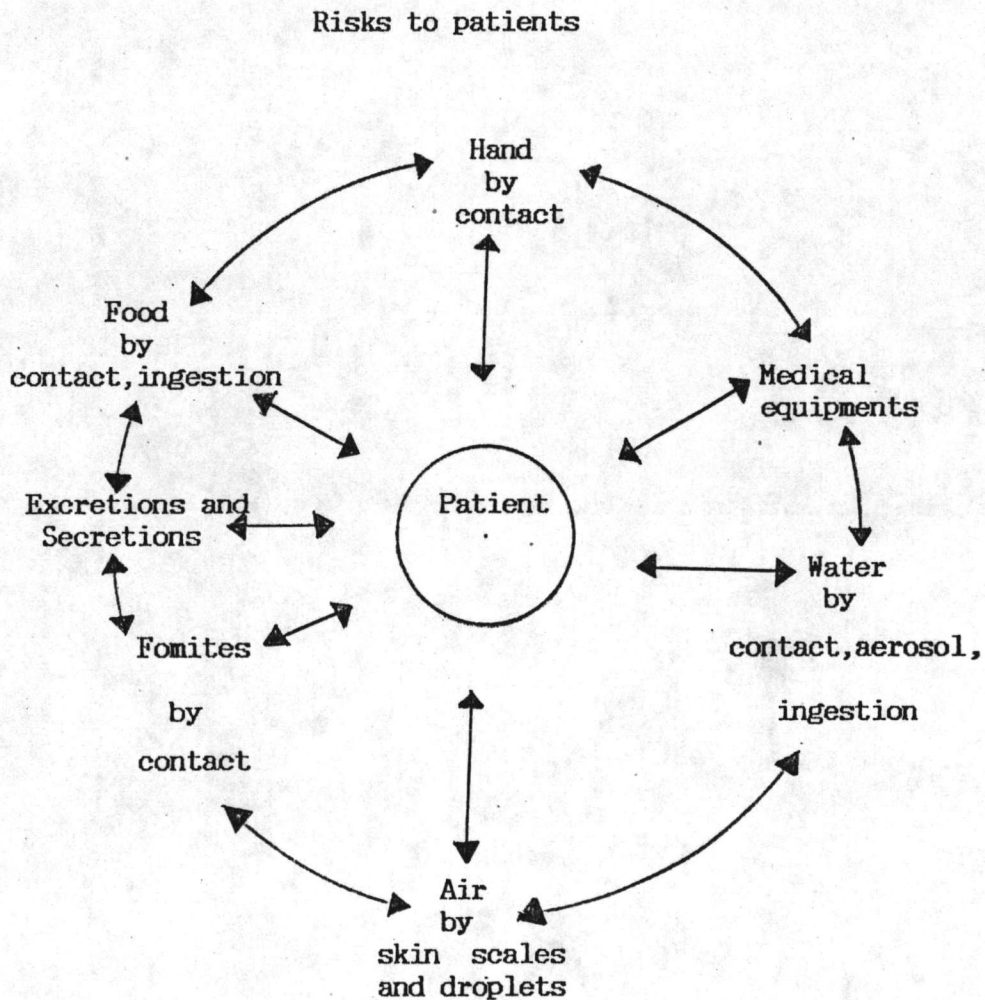 Risks to patients
Hand
by
contact
Food
by
contact,ingestion
Medical
equipments
Excretions and
Secretions
Patient
Water
by
contact,aerosol,
ingestion
Fomites
by
contact
Air
by
skin scales
and droplets